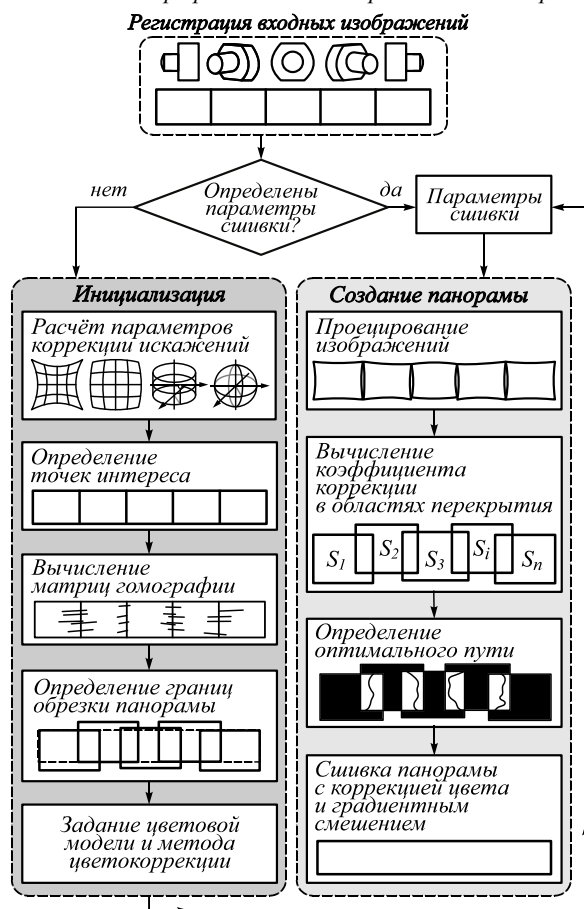 Регистрация входных изображений
нет
Определены
параметры
сшивки?
да
Параметры
сшивки
Инициализация
Расчёт параметров
коррекции искажений
Определение
точек интереса
Вычисление
матриц гомографии
Определение границ
обрезки панорамы
Задание цветовой
модели и метода
цветокоррекции
Создание панорамы
Проецирование
изображений
Вычисление
коэффициента
коррекции
в областях перекрытия
S1 S2 S3 Si Sn
Определение
оптимального пути
Сшивка панорамы
с коррекцией цвета
и градиентным
смешением